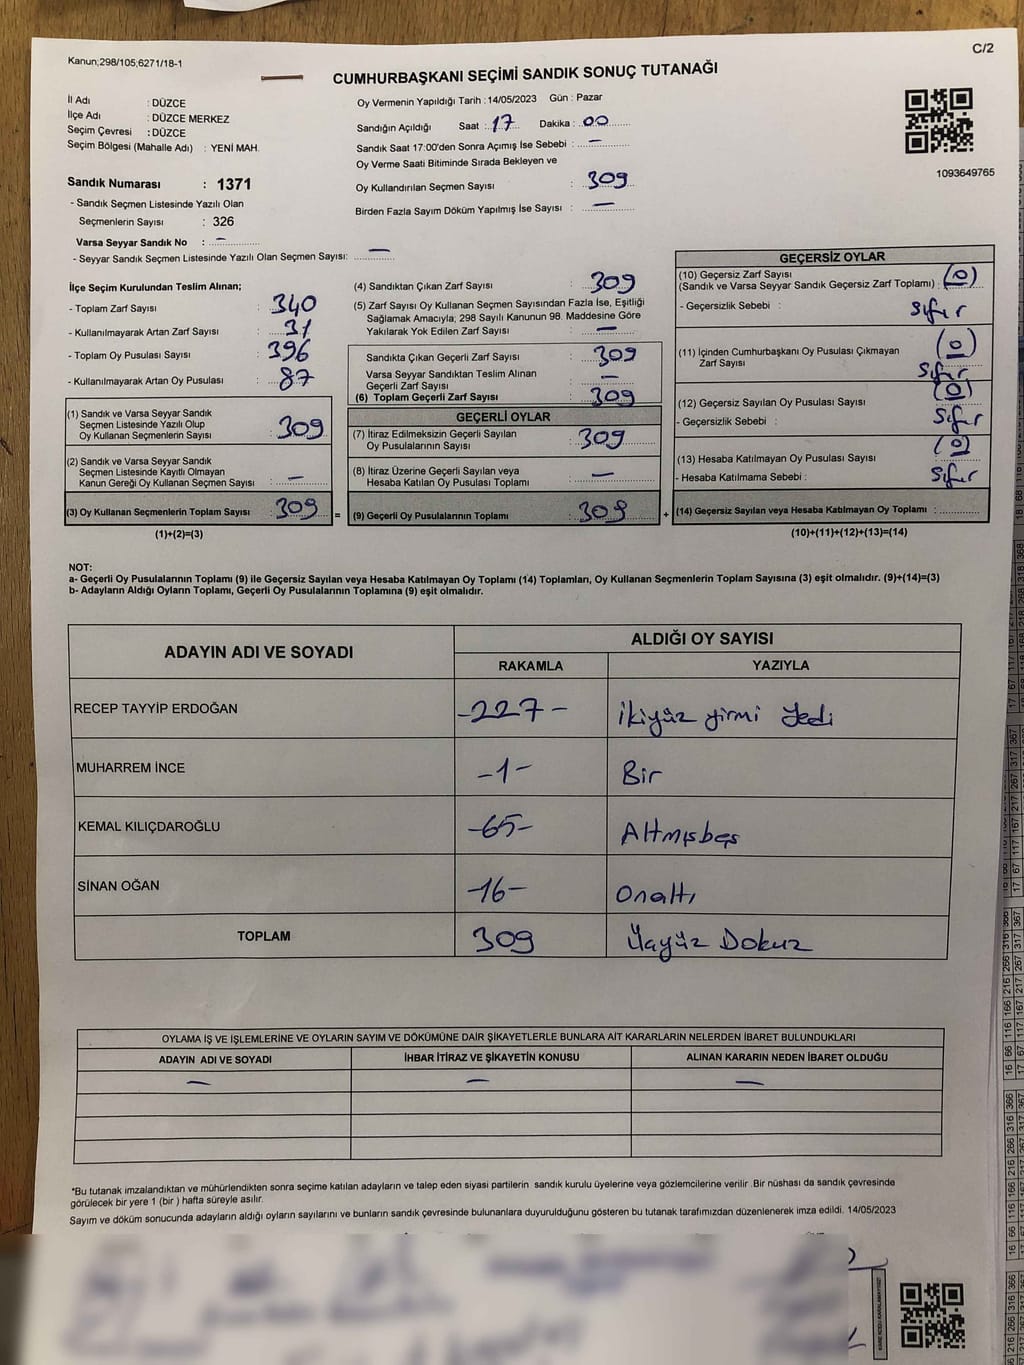 Kanun;298/105;6271/18-1
C/2
CUMHURBAŞKANI SEÇİMİ SANDIK SONUÇ TUTANAĞI
İl Adı : DÜZCE
İlçe Adı : DÜZCE MERKEZ
Seçim Çevresi : DÜZCE
Seçim Bölgesi (Mahalle Adı) : YENİ MAH.
Sandık Numarası : 1371
- Sandık Seçmen Listesinde Yazılı Olan
Seçmenlerin Sayısı : 326
Varsa Seyyar Sandık No : –
- Seyyar Sandık Seçmen Listesinde Yazılı Olan Seçmen Sayısı: –
Oy Vermenin Yapıldığı Tarih :14/05/2023 Gün : Pazar
Sandığın Açıldığı Saat : 17 Dakika : 00
Sandık Saat 17:00'den Sonra Açımış İse Sebebi : –
Oy Verme Saati Bitiminde Sırada Bekleyen ve
Oy Kullandırılan Seçmen Sayısı : 309
Birden Fazla Sayım Döküm Yapılmış İse Sayısı : –
1093649765
İlçe Seçim Kurulundan Teslim Alınan;
- Toplam Zarf Sayısı : 340
- Kullanılmayarak Artan Zarf Sayısı : 31
- Toplam Oy Pusulası Sayısı : 396
- Kullanılmayarak Artan Oy Pusulası : 87
(1) Sandık ve Varsa Seyyar Sandık
Seçmen Listesinde Yazılı Olup
Oy Kullanan Seçmenlerin Sayısı : 309
(2) Sandık ve Varsa Seyyar Sandık
Seçmen Listesinde Kayıtlı Olmayan
Kanun Gereği Oy Kullanan Seçmen Sayısı : –
(3) Oy Kullanan Seçmenlerin Toplam Sayısı : 309 =
(1)+(2)=(3)
(4) Sandıktan Çıkan Zarf Sayısı : 309
(5) Zarf Sayısı Oy Kullanan Seçmen Sayısından Fazla İse, Eşitliği
Sağlamak Amacıyla; 298 Sayılı Kanunun 98. Maddesine Göre
Yakılarak Yok Edilen Zarf Sayısı : –
Sandıkta Çıkan Geçerli Zarf Sayısı : 309
Varsa Seyyar Sandıktan Teslim Alınan
Geçerli Zarf Sayısı : –
(6) Toplam Geçerli Zarf Sayısı : 309
GEÇERLİ OYLAR
(7) İtiraz Edilmeksizin Geçerli Sayılan
Oy Pusulalarının Sayısı : 309
(8) İtiraz Üzerine Geçerli Sayılan veya
Hesaba Katılan Oy Pusulası Toplamı : –
(9) Geçerli Oy Pusulalarının Toplamı : 309 +
GEÇERSİZ OYLAR
(10) Geçersiz Zarf Sayısı
(Sandık ve Varsa Seyyar Sandık Geçersiz Zarf Toplamı) : (0)
- Geçersizlik Sebebi : Sıfır
(11) İçinden Cumhurbaşkanı Oy Pusulası Çıkmayan (0)
Zarf Sayısı : Sıfır
(12) Geçersiz Sayılan Oy Pusulası Sayısı : (0)
- Geçersizlik Sebebi : Sıfır
(13) Hesaba Katılmayan Oy Pusulası Sayısı : (0)
- Hesaba Katılmama Sebebi : Sıfır
(14) Geçersiz Sayılan veya Hesaba Katılmayan Oy Toplamı :
(10)+(11)+(12)+(13)=(14)
NOT:
a- Geçerli Oy Pusulalarının Toplamı (9) ile Geçersiz Sayılan veya Hesaba Katılmayan Oy Toplamı (14) Toplamları, Oy Kullanan Seçmenlerin Toplam Sayısına (3) eşit olmalıdır. (9)+(14)=(3)
b- Adayların Aldığı Oyların Toplamı, Geçerli Oy Pusulalarının Toplamına (9) eşit olmalıdır.
ADAYIN ADI VE SOYADI ALDIĞI OY SAYISI
RAKAMLA YAZIYLA
RECEP TAYYİP ERDOĞAN -227- İkiyüz yirmi Yedi
MUHARREM İNCE -1- Bir
KEMAL KILIÇDAROĞLU -65- Altmışbeş
SİNAN OĞAN -16- Onaltı
TOPLAM 309 Üçyüz Dokuz
OYLAMA İŞ VE İŞLEMLERİNE VE OYLARIN SAYIM VE DÖKÜMÜNE DAİR ŞİKAYETLERLE BUNLARA AİT KARARLARIN NELERDEN İBARET BULUNDUKLARI
ADAYIN ADI VE SOYADI İHBAR İTİRAZ VE ŞİKAYETİN KONUSU ALINAN KARARIN NEDEN İBARET OLDUĞU
– – –
*Bu tutanak imzalandıktan ve mühürlendikten sonra seçime katılan adayların ve talep eden siyasi partilerin sandık kurulu üyelerine veya gözlemcilerine verilir .Bir nüshası da sandık çevresinde
görülecek bir yere 1 (bir ) hafta süreyle asılır.
Sayım ve döküm sonucunda adayların aldığı oyların sayılarını ve bunların sandık çevresinde bulunanlara duyurulduğunu gösteren bu tutanak tarafımızdan düzenlenerek imza edildi. 14/05/2023